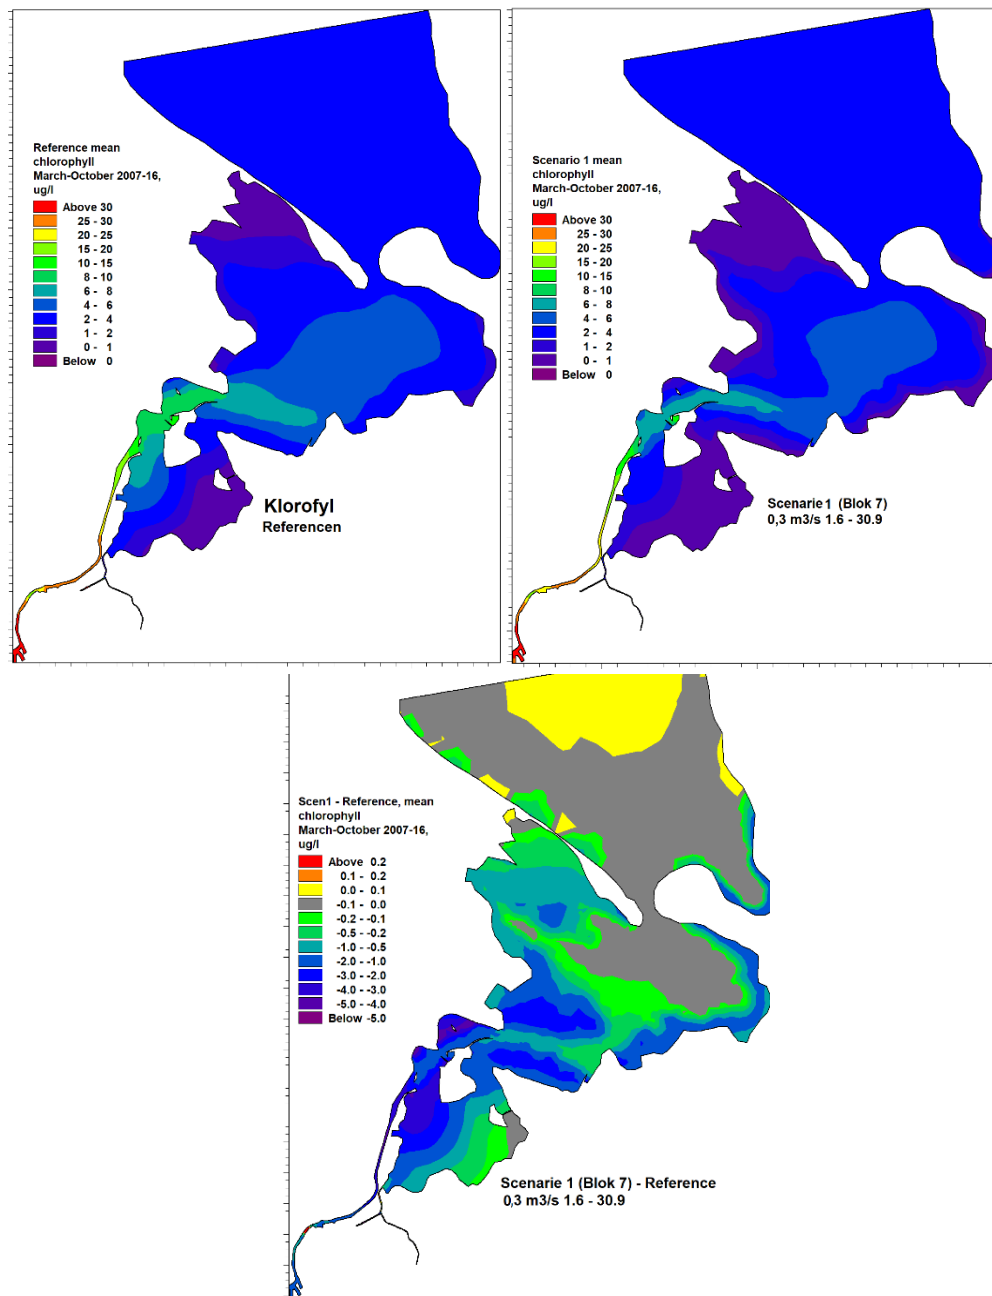 Reference mean
chlorophyll
March-October 2007-16,
ug/l
Above 30
25 - 30
20 - 25
15 - 20
10 - 15
8 - 10
6 - 8
4 - 6
2 - 4
1 - 2
0 - 1
Below 0
Klorofyl
Referencen
Scenario 1 mean
chlorophyll
March-October 2007-16,
ug/l
Above 30
25 - 30
20 - 25
15 - 20
10 - 15
8 - 10
6 - 8
4 - 6
2 - 4
1 - 2
0 - 1
Below 0
Scenarie 1 (Blok 7)
0,3 m3/s 1.6 - 30.9
Scen1 - Reference, mean
chlorophyll
March-October 2007-16,
ug/l
Above 0.2
0.1 - 0.2
0.0 - 0.1
-0.1 - 0.0
-0.2 - -0.1
-0.5 - -0.2
-1.0 - -0.5
-2.0 - -1.0
-3.0 - -2.0
-4.0 - -3.0
-5.0 - -4.0
Below -5.0
Scenarie 1 (Blok 7) - Reference
0,3 m3/s 1.6 - 30.9